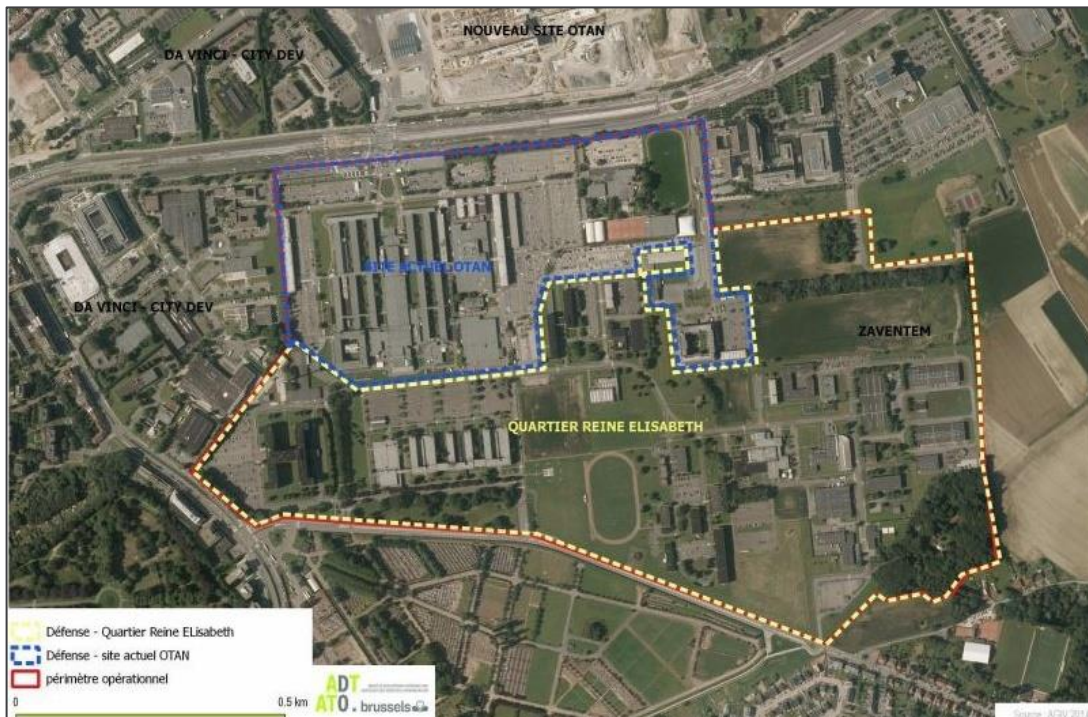 NOUVEAU SITE OTAN
DA VINCI - CITY DEV
SITE ACTUEL OTAN
DA VINCI - CITY DEV
ZAVENTEM
QUARTIER REINE ELISABETH
Défense - Quartier Reine ELisabeth
Défense - site actuel OTAN
périmètre opérationnel
0
0.5 km
ADT
ATO. brussels